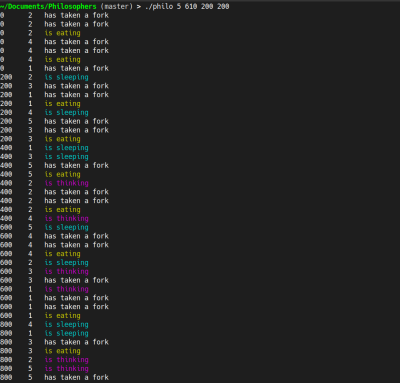 ~/Documents/Philosophers (master) > ./philo 5 610 200 200
0 2 has taken a fork
0 2 has taken a fork
0 2 is eating
0 4 has taken a fork
0 4 has taken a fork
0 4 is eating
0 1 has taken a fork
200 2 is sleeping
200 3 has taken a fork
200 1 has taken a fork
200 1 is eating
200 4 is sleeping
200 5 has taken a fork
200 3 has taken a fork
200 3 is eating
400 1 is sleeping
400 3 is sleeping
400 5 has taken a fork
400 5 is eating
400 2 is thinking
400 2 has taken a fork
400 2 has taken a fork
400 2 is eating
400 4 is thinking
600 5 is sleeping
600 4 has taken a fork
600 4 has taken a fork
600 4 is eating
600 2 is sleeping
600 3 is thinking
600 3 has taken a fork
600 1 is thinking
600 1 has taken a fork
600 1 has taken a fork
600 1 is eating
800 4 is sleeping
800 1 is sleeping
800 3 has taken a fork
800 3 is eating
800 2 is thinking
800 5 is thinking
800 5 has taken a fork